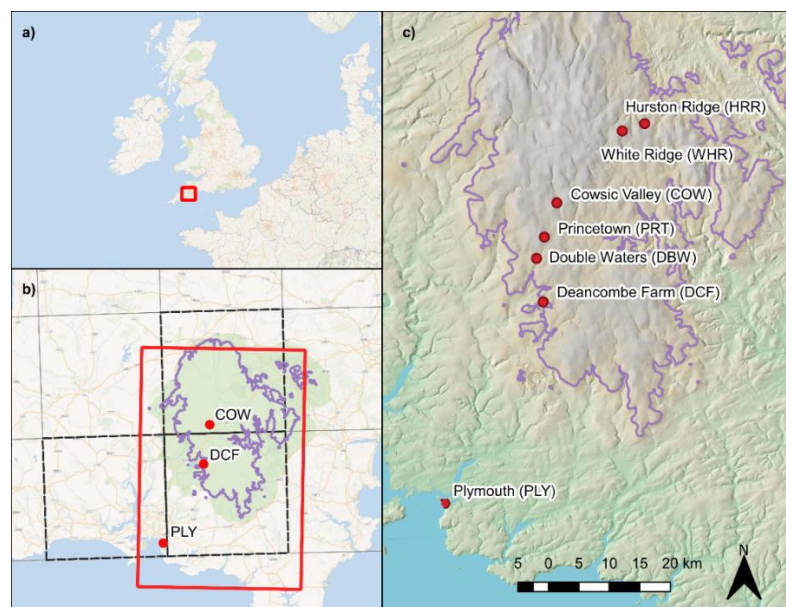 a)
b)
COW
DCF
PLY
c)
Hurston Ridge (HRR)
White Ridge (WHR)
Cowsic Valley (COW)
Princetown (PRT)
Double Waters (DBW)
Deancombe Farm (DCF)
Plymouth (PLY)
5 0 5 10 15 20 km
N